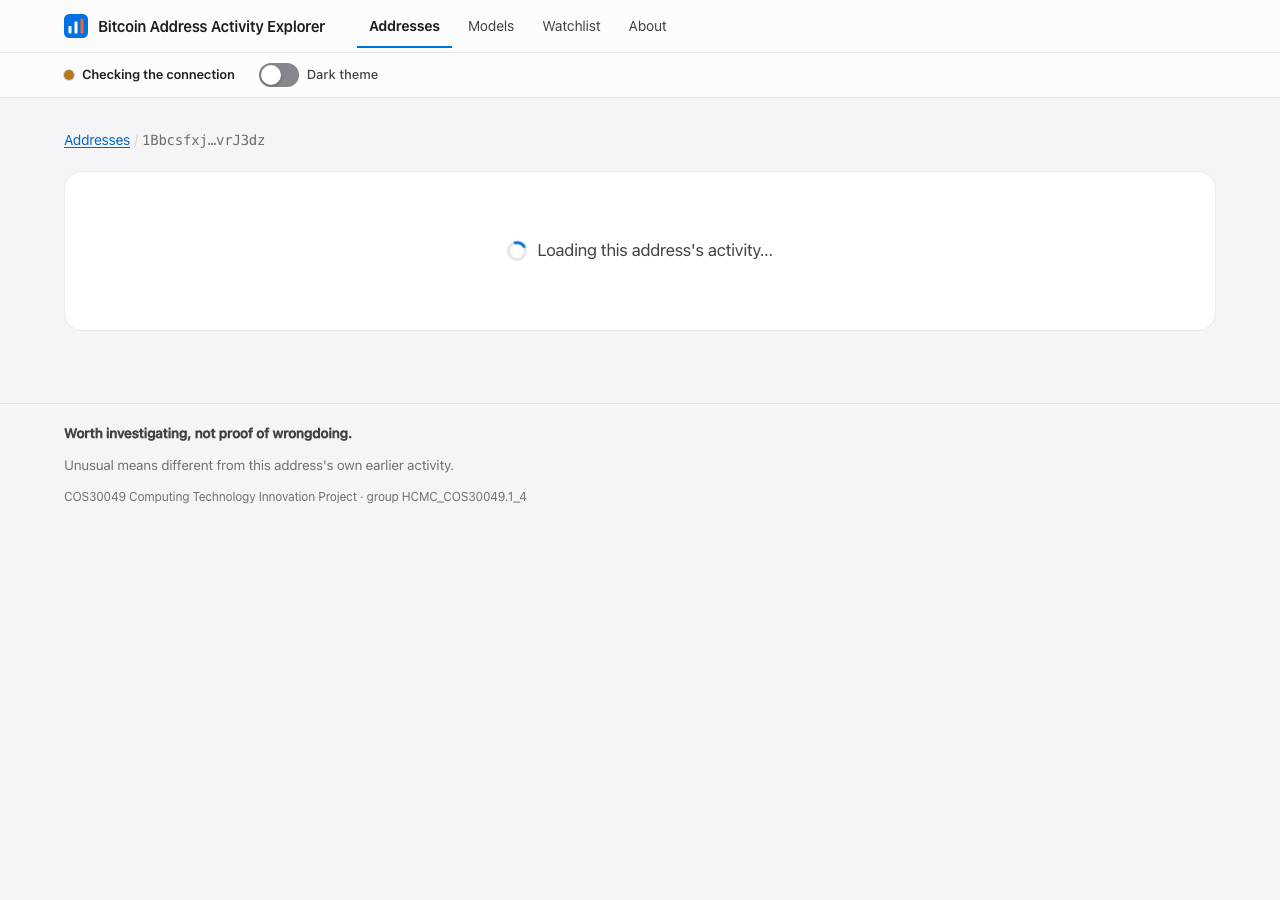 Bitcoin Address Activity Explorer
Addresses
Models
Watchlist
About
Checking the connection
Dark theme
Addresses / 1Bbcsfxj…vrJ3dz
Loading this address's activity...
Worth investigating, not proof of wrongdoing.
Unusual means different from this address's own earlier activity.
COS30049 Computing Technology Innovation Project · group HCMC_COS30049.1_4